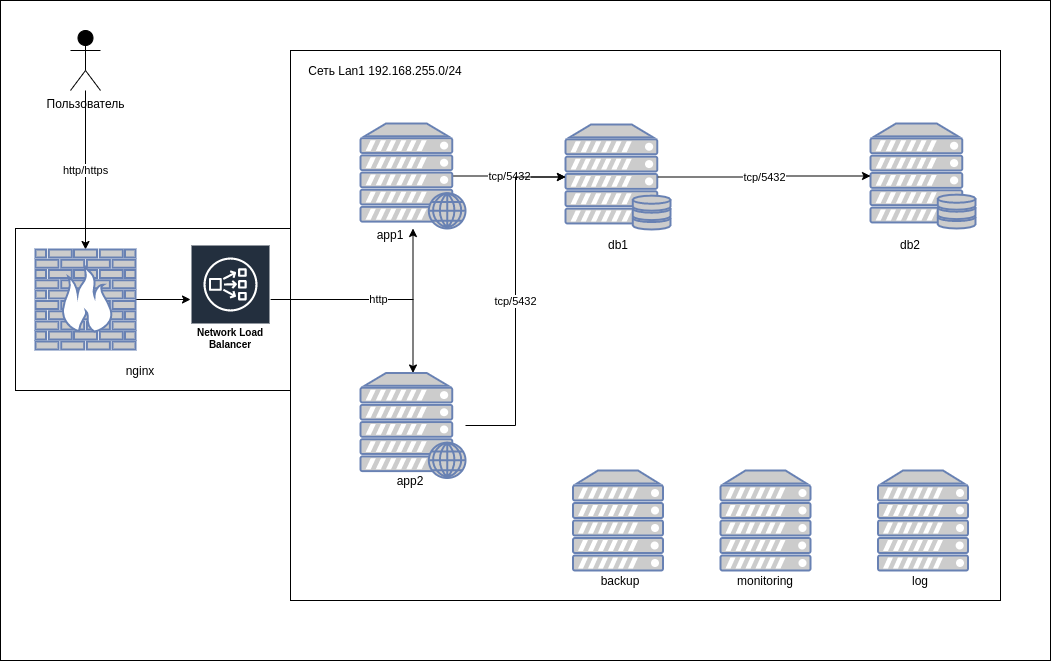 Пользователь
http/https
Сеть Lan1 192.168.255.0/24
app1
tcp/5432
db1
tcp/5432
db2
Network Load
Balancer
nginx
http
tcp/5432
app2
backup
monitoring
log